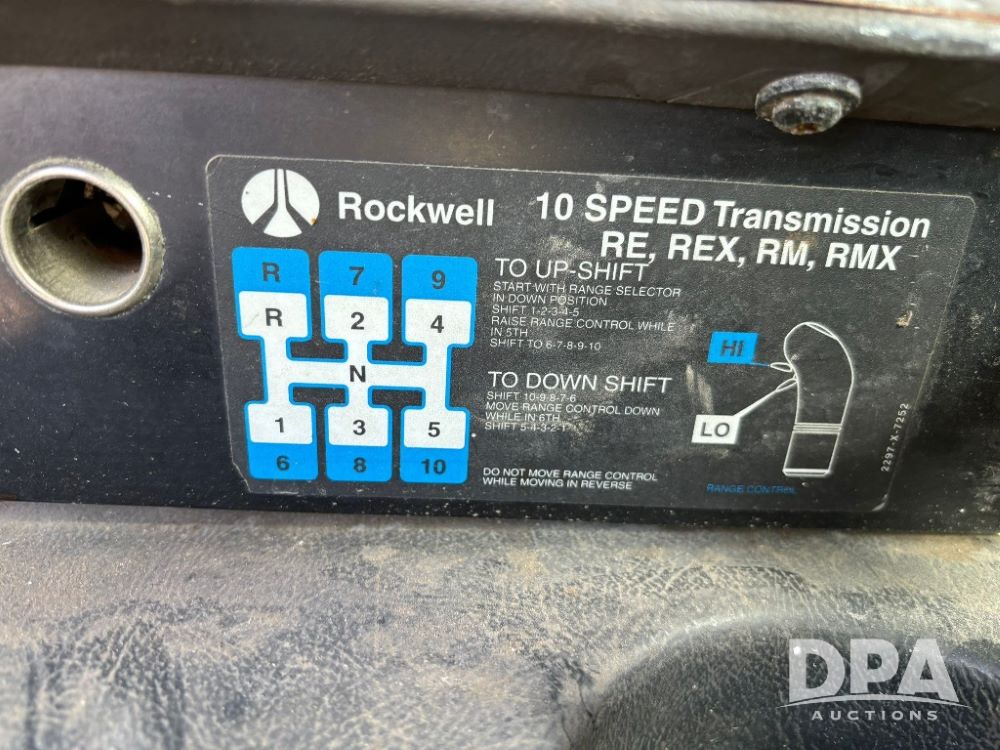 Rockwell
10 SPEED Transmission
RE, REX, RM, RMX
R 7 9
R 2 4
N
1 3 5
6 8 10
TO UP-SHIFT
START WITH RANGE SELECTOR
IN DOWN POSITION
SHIFT 1-2-3-4-5
RAISE RANGE CONTROL WHILE
IN 5TH
SHIFT TO 6-7-8-9-10
TO DOWN SHIFT
SHIFT 10-9-8-7-6
MOVE RANGE CONTROL DOWN
WHILE IN 6TH
SHIFT 5-4-3-2-1
DO NOT MOVE RANGE CONTROL
WHILE MOVING IN REVERSE
HI
LO
RANGE CONTROL
2297-X-7252
DPA
AUCTIONS